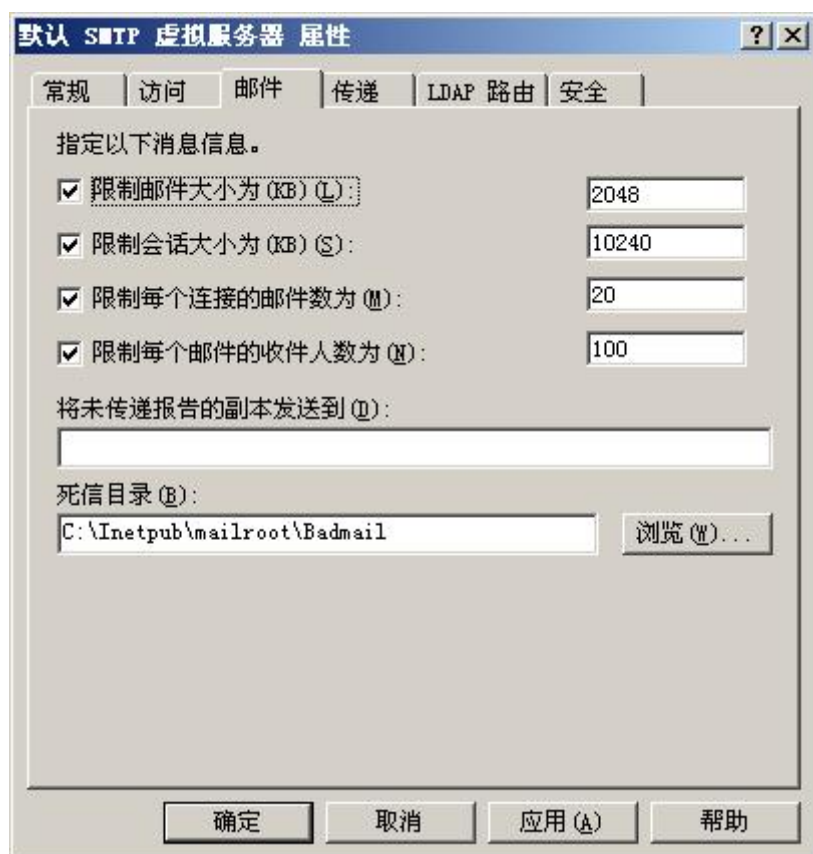 默认 SMTP 虚拟服务器 属性
常规 访问 邮件 传递 LDAP 路由 安全
指定以下消息信息。
限制邮件大小为(KB)(L): 2048
限制会话大小为(KB)(S): 10240
限制每个连接的邮件数为(M): 20
限制每个邮件的收件人数为(N): 100
将未传递报告的副本发送到(D):
死信目录(B):
C:\Inetpub\mailroot\Badmail 浏览(W)...
确定 取消 应用(A) 帮助